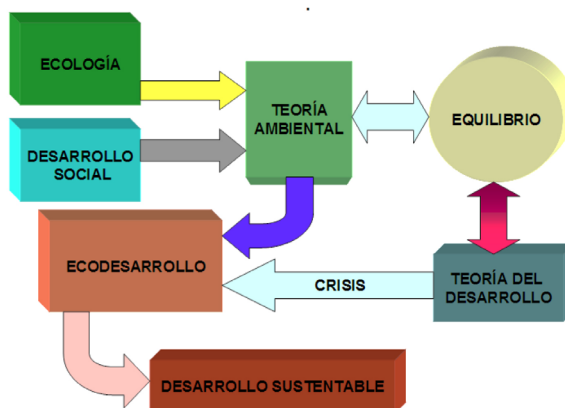 ECOLOGÍA
TEORÍA
AMBIENTAL
EQUILIBRIO
DESARROLLO
SOCIAL
ECODESARROLLO
CRISIS
TEORÍA DEL
DESARROLLO
DESARROLLO SUSTENTABLE